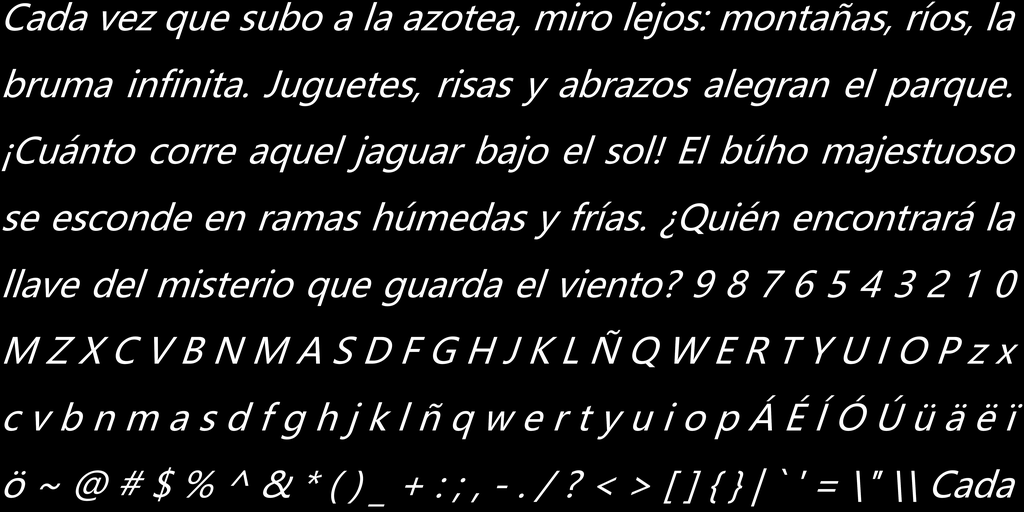 Cada vez que subo a la azotea, miro lejos: montañas, ríos, la
bruma infinita. Juguetes, risas y abrazos alegran el parque.
¡Cuánto corre aquel jaguar bajo el sol! El búho majestuoso
se esconde en ramas húmedas y frías. ¿Quién encontrará la
llave del misterio que guarda el viento? 9 8 7 6 5 4 3 2 1 0
M Z X C V B N M A S D F G H J K L Ñ Q W E R T Y U I O P z x
c v b n m a s d f g h j k l ñ q w e r t y u i o p Á É Í Ó Ú ü ä ë ï
ö ~ @ # $ % ^ & * ( ) _ + : ; , - . / ? < > [ ] { } | ` ' = \" \\ Cada